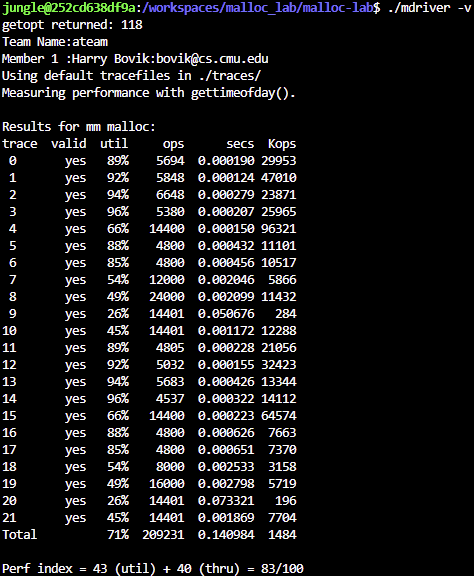 jungle@252cd638df9a:/workspaces/malloc_lab/malloc-lab$ ./mdriver -v
getopt returned: 118
Team Name:ateam
Member 1 :Harry Bovik:bovik@cs.cmu.edu
Using default tracefiles in ./traces/
Measuring performance with gettimeofday().

Results for mm malloc:
trace  valid  util     ops      secs  Kops
 0       yes   89%    5694  0.000190 29953
 1       yes   92%    5848  0.000124 47010
 2       yes   94%    6648  0.000279 23871
 3       yes   96%    5380  0.000207 25965
 4       yes   66%   14400  0.000150 96321
 5       yes   88%    4800  0.000432 11101
 6       yes   85%    4800  0.000456 10517
 7       yes   54%   12000  0.002046  5866
 8       yes   49%   24000  0.002099 11432
 9       yes   26%   14401  0.050676   284
10       yes   45%   14401  0.001172 12288
11       yes   89%    4805  0.000228 21056
12       yes   92%    5032  0.000155 32423
13       yes   94%    5683  0.000426 13344
14       yes   96%    4537  0.000322 14112
15       yes   66%   14400  0.000223 64574
16       yes   88%    4800  0.000626  7663
17       yes   85%    4800  0.000651  7370
18       yes   54%    8000  0.002533  3158
19       yes   49%   16000  0.002798  5719
20       yes   26%   14401  0.073321   196
21       yes   45%   14401  0.001869  7704
Total          71%  209231  0.140984  1484

Perf index = 43 (util) + 40 (thru) = 83/100